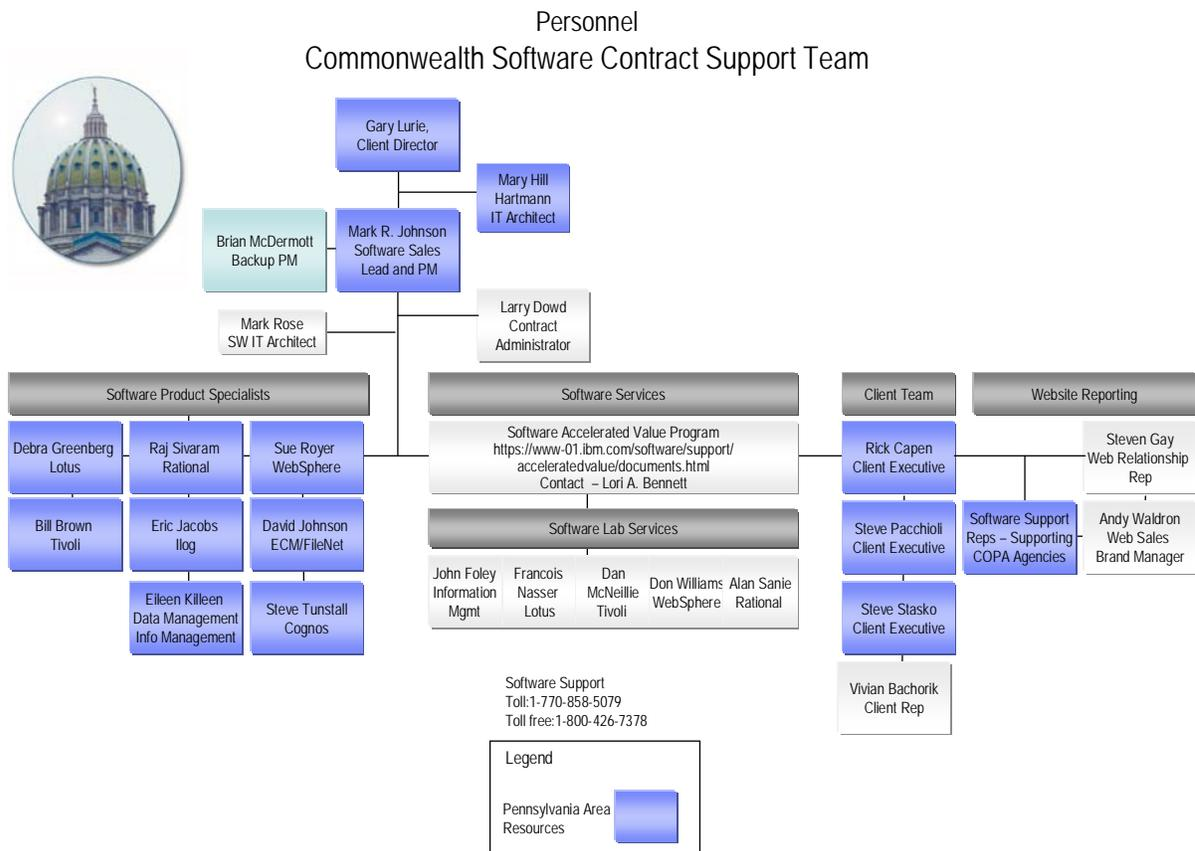 Personnel
Commonwealth Software Contract Support Team
Gary Lurie,
Client Director
Mary Hill
Hartmann
IT Architect
Brian McDermott
Backup PM
Mark R. Johnson
Software Sales
Lead and PM
Mark Rose
SW IT Architect
Larry Dowd
Contract
Administrator
Software Product Specialists
Debra Greenberg
Lotus
Raj Sivaram
Rational
Sue Royer
WebSphere
Bill Brown
Tivoli
Eric Jacobs
Ilog
David Johnson
ECM/FileNet
Eileen Killeen
Data Management
Info Management
Steve Tunstall
Cognos
Software Services
Software Accelerated Value Program
https://www-01.ibm.com/software/support/
acceleratedvalue/documents.html
Contact – Lori A. Bennett
Software Lab Services
John Foley
Information
Mgmt
Francois
Nasser
Lotus
Dan
McNeillie
Tivoli
Don Williams
WebSphere
Alan Sanie
Rational
Client Team
Rick Capen
Client Executive
Steve Pacchioli
Client Executive
Steve Stasko
Client Executive
Vivian Bachorik
Client Rep
Website Reporting
Steven Gay
Web Relationship
Rep
Software Support
Reps – Supporting
COPA Agencies
Andy Waldron
Web Sales
Brand Manager
Software Support
Toll:1-770-858-5079
Toll free:1-800-426-7378
Legend
Pennsylvania Area
Resources